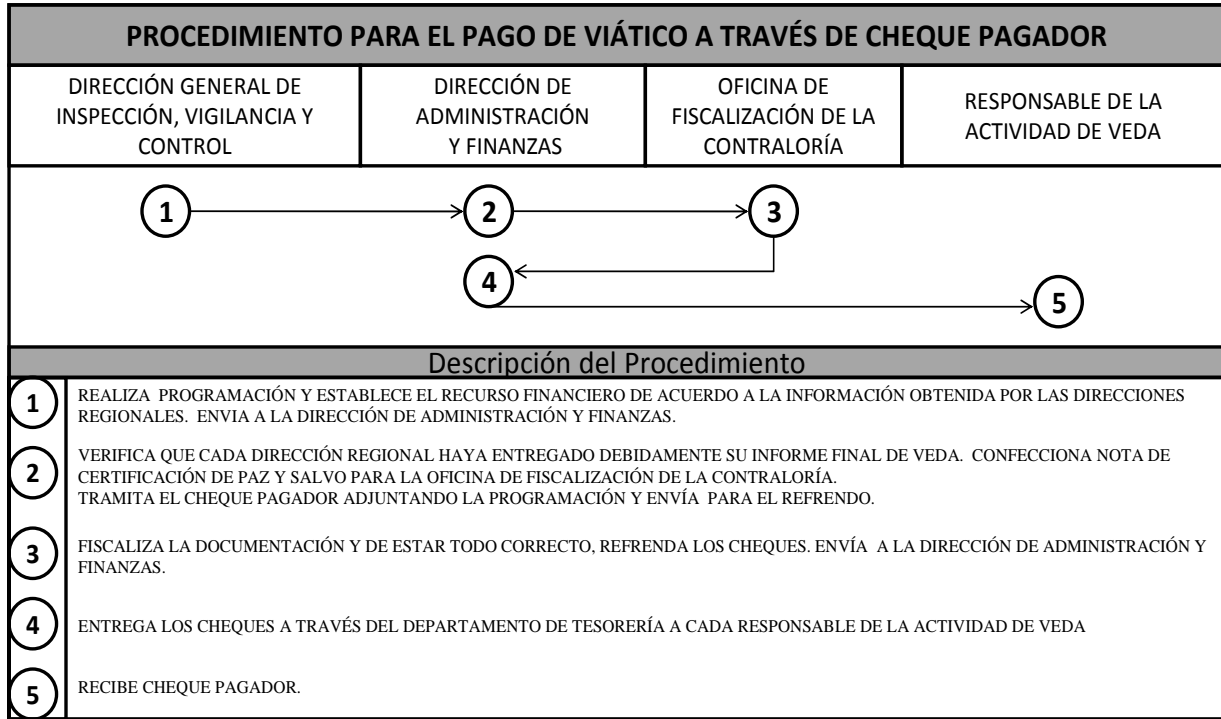 PROCEDIMIENTO PARA EL PAGO DE VIÁTICO A TRAVÉS DE CHEQUE PAGADOR
DIRECCIÓN GENERAL DE
INSPECCIÓN, VIGILANCIA Y
CONTROL
DIRECCIÓN DE
ADMINISTRACIÓN
Y FINANZAS
OFICINA DE
FISCALIZACIÓN DE LA
CONTRALORÍA
RESPONSABLE DE LA
ACTIVIDAD DE VEDA
1
2
3
4
5
Descripción del Procedimiento
1
REALIZA PROGRAMACIÓN Y ESTABLECE EL RECURSO FINANCIERO DE ACUERDO A LA INFORMACIÓN OBTENIDA POR LAS DIRECCIONES
REGIONALES. ENVIA A LA DIRECCIÓN DE ADMINISTRACIÓN Y FINANZAS.
2
VERIFICA QUE CADA DIRECCIÓN REGIONAL HAYA ENTREGADO DEBIDAMENTE SU INFORME FINAL DE VEDA. CONFECCIONA NOTA DE
CERTIFICACIÓN DE PAZ Y SALVO PARA LA OFICINA DE FISCALIZACIÓN DE LA CONTRALORÍA.
TRAMITA EL CHEQUE PAGADOR ADJUNTANDO LA PROGRAMACIÓN Y ENVÍA PARA EL REFRENDO.
3
FISCALIZA LA DOCUMENTACIÓN Y DE ESTAR TODO CORRECTO, REFRENDA LOS CHEQUES. ENVÍA A LA DIRECCIÓN DE ADMINISTRACIÓN Y
FINANZAS.
4
ENTREGA LOS CHEQUES A TRAVÉS DEL DEPARTAMENTO DE TESORERÍA A CADA RESPONSABLE DE LA ACTIVIDAD DE VEDA
5
RECIBE CHEQUE PAGADOR.